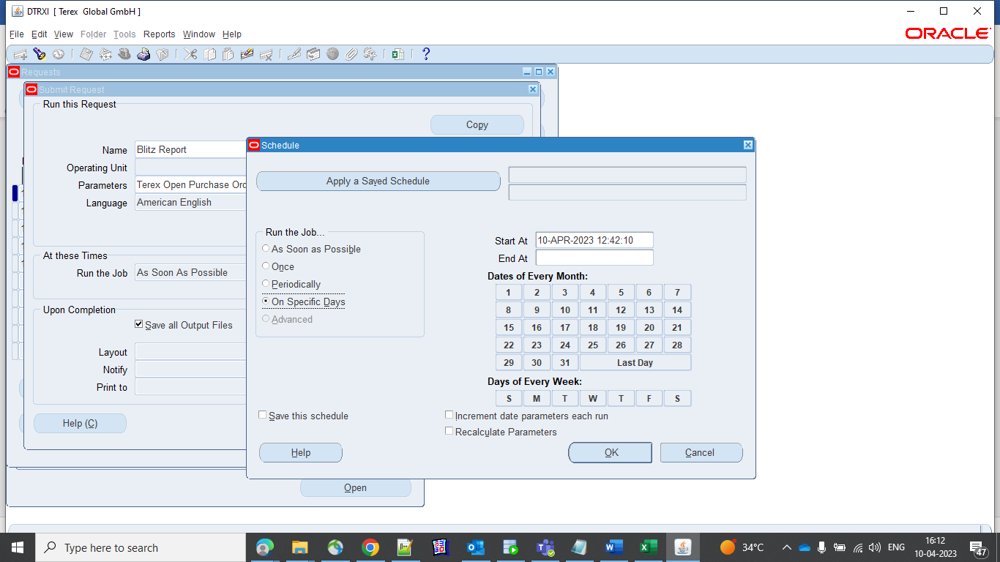 DTRXI [ Terex Global GmbH ]
File Edit View Folder Tools Reports Window Help
ORACLE
Requests
Submit Request
Run this Request
Copy
Name Blitz Report
Operating Unit
Parameters Terex Open Purchase Ord
Language American English
At these Times
Run the Job As Soon As Possible
Upon Completion
Save all Output Files
Layout
Notify
Print to
Help (C)
Open
Schedule
Apply a Saved Schedule
Run the Job...
As Soon as Possible
Once
Periodically
On Specific Days
Advanced
Start At 10-APR-2023 12:42:10
End At
Dates of Every Month:
1 2 3 4 5 6 7
8 9 10 11 12 13 14
15 16 17 18 19 20 21
22 23 24 25 26 27 28
29 30 31 Last Day
Days of Every Week:
S M T W T F S
Save this schedule
Increment date parameters each run
Recalculate Parameters
Help
OK
Cancel
Type here to search
34°C
ENG
16:12
10-04-2023
47